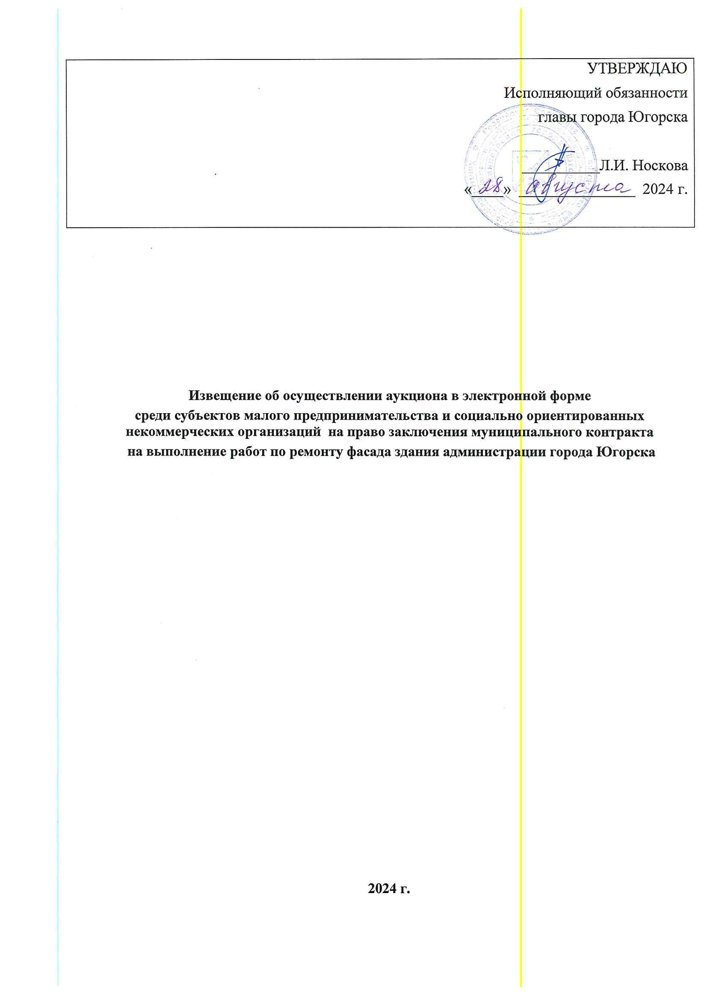 УТВЕРЖДАЮ
Исполняющий обязанности
главы города Югорска
Л.И. Носкова
«28» августа 2024 г.
Извещение об осуществлении аукциона в электронной форме
среди субъектов малого предпринимательства и социально ориентированных
некоммерческих организаций на право заключения муниципального контракта
на выполнение работ по ремонту фасада здания администрации города Югорска
2024 г.